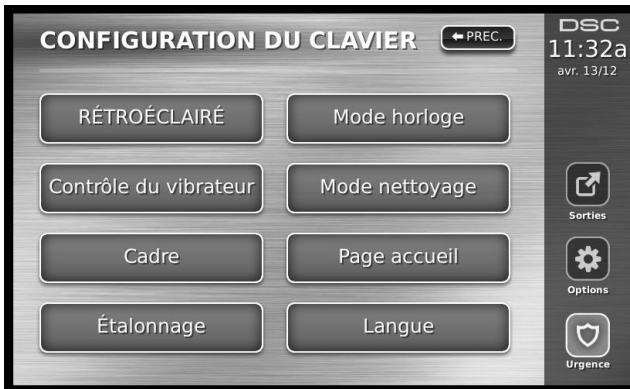 CONFIGURATION DU CLAVIER
PREC.
DSC
11:32a
avr. 13/12
RÉTROÉCLAIRÉ
Mode horloge
Contrôle du vibrateur
Mode nettoyage
Cadre
Page accueil
Étalonnage
Langue
Sorties
Options
Urgence